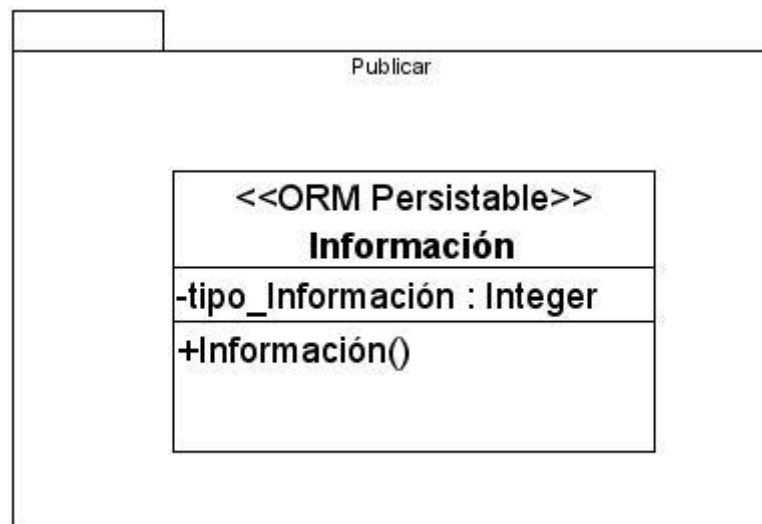 Publicar
<<ORM Persistable>>
Información
-tipo_Información : Integer
+Información()